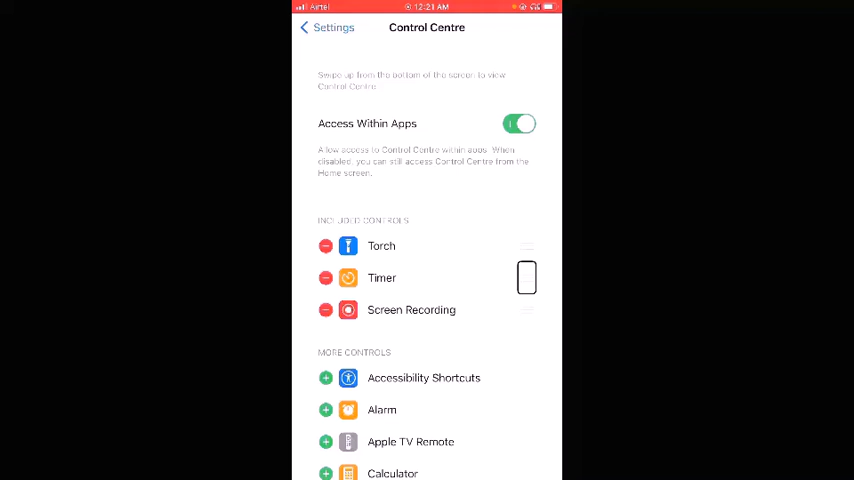 Airtel 12:21 AM
Settings Control Centre
Swipe up from the bottom of the screen to view
Control Centre.
Access Within Apps
Allow access to Control Centre within apps. When
disabled, you can still access Control Centre from the
Home screen.
INCLUDED CONTROLS
Torch
Timer
Screen Recording
MORE CONTROLS
Accessibility Shortcuts
Alarm
Apple TV Remote
Calculator